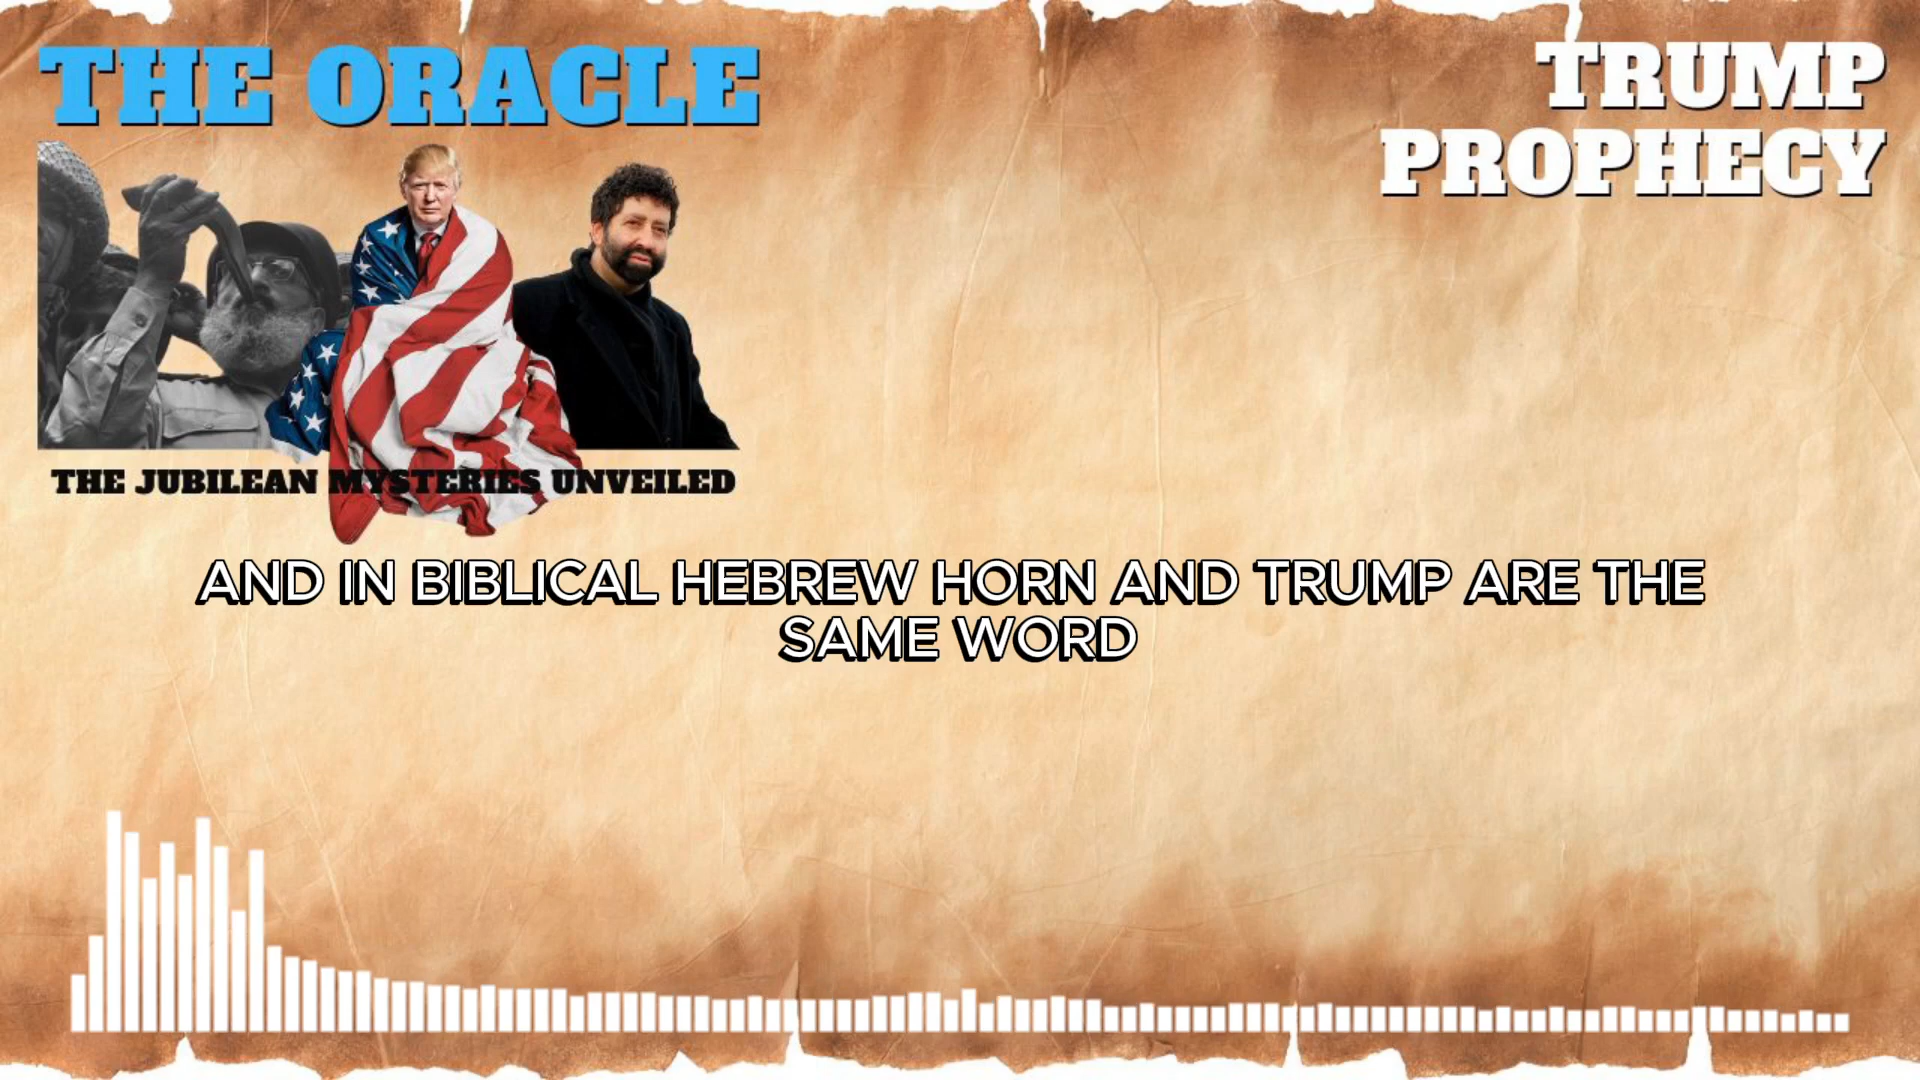 THE ORACLE
TRUMP
PROPHECY
THE JUBILEAN MYSTERIES UNVEILED
AND IN BIBLICAL HEBREW HORN AND TRUMP ARE THE
SAME WORD